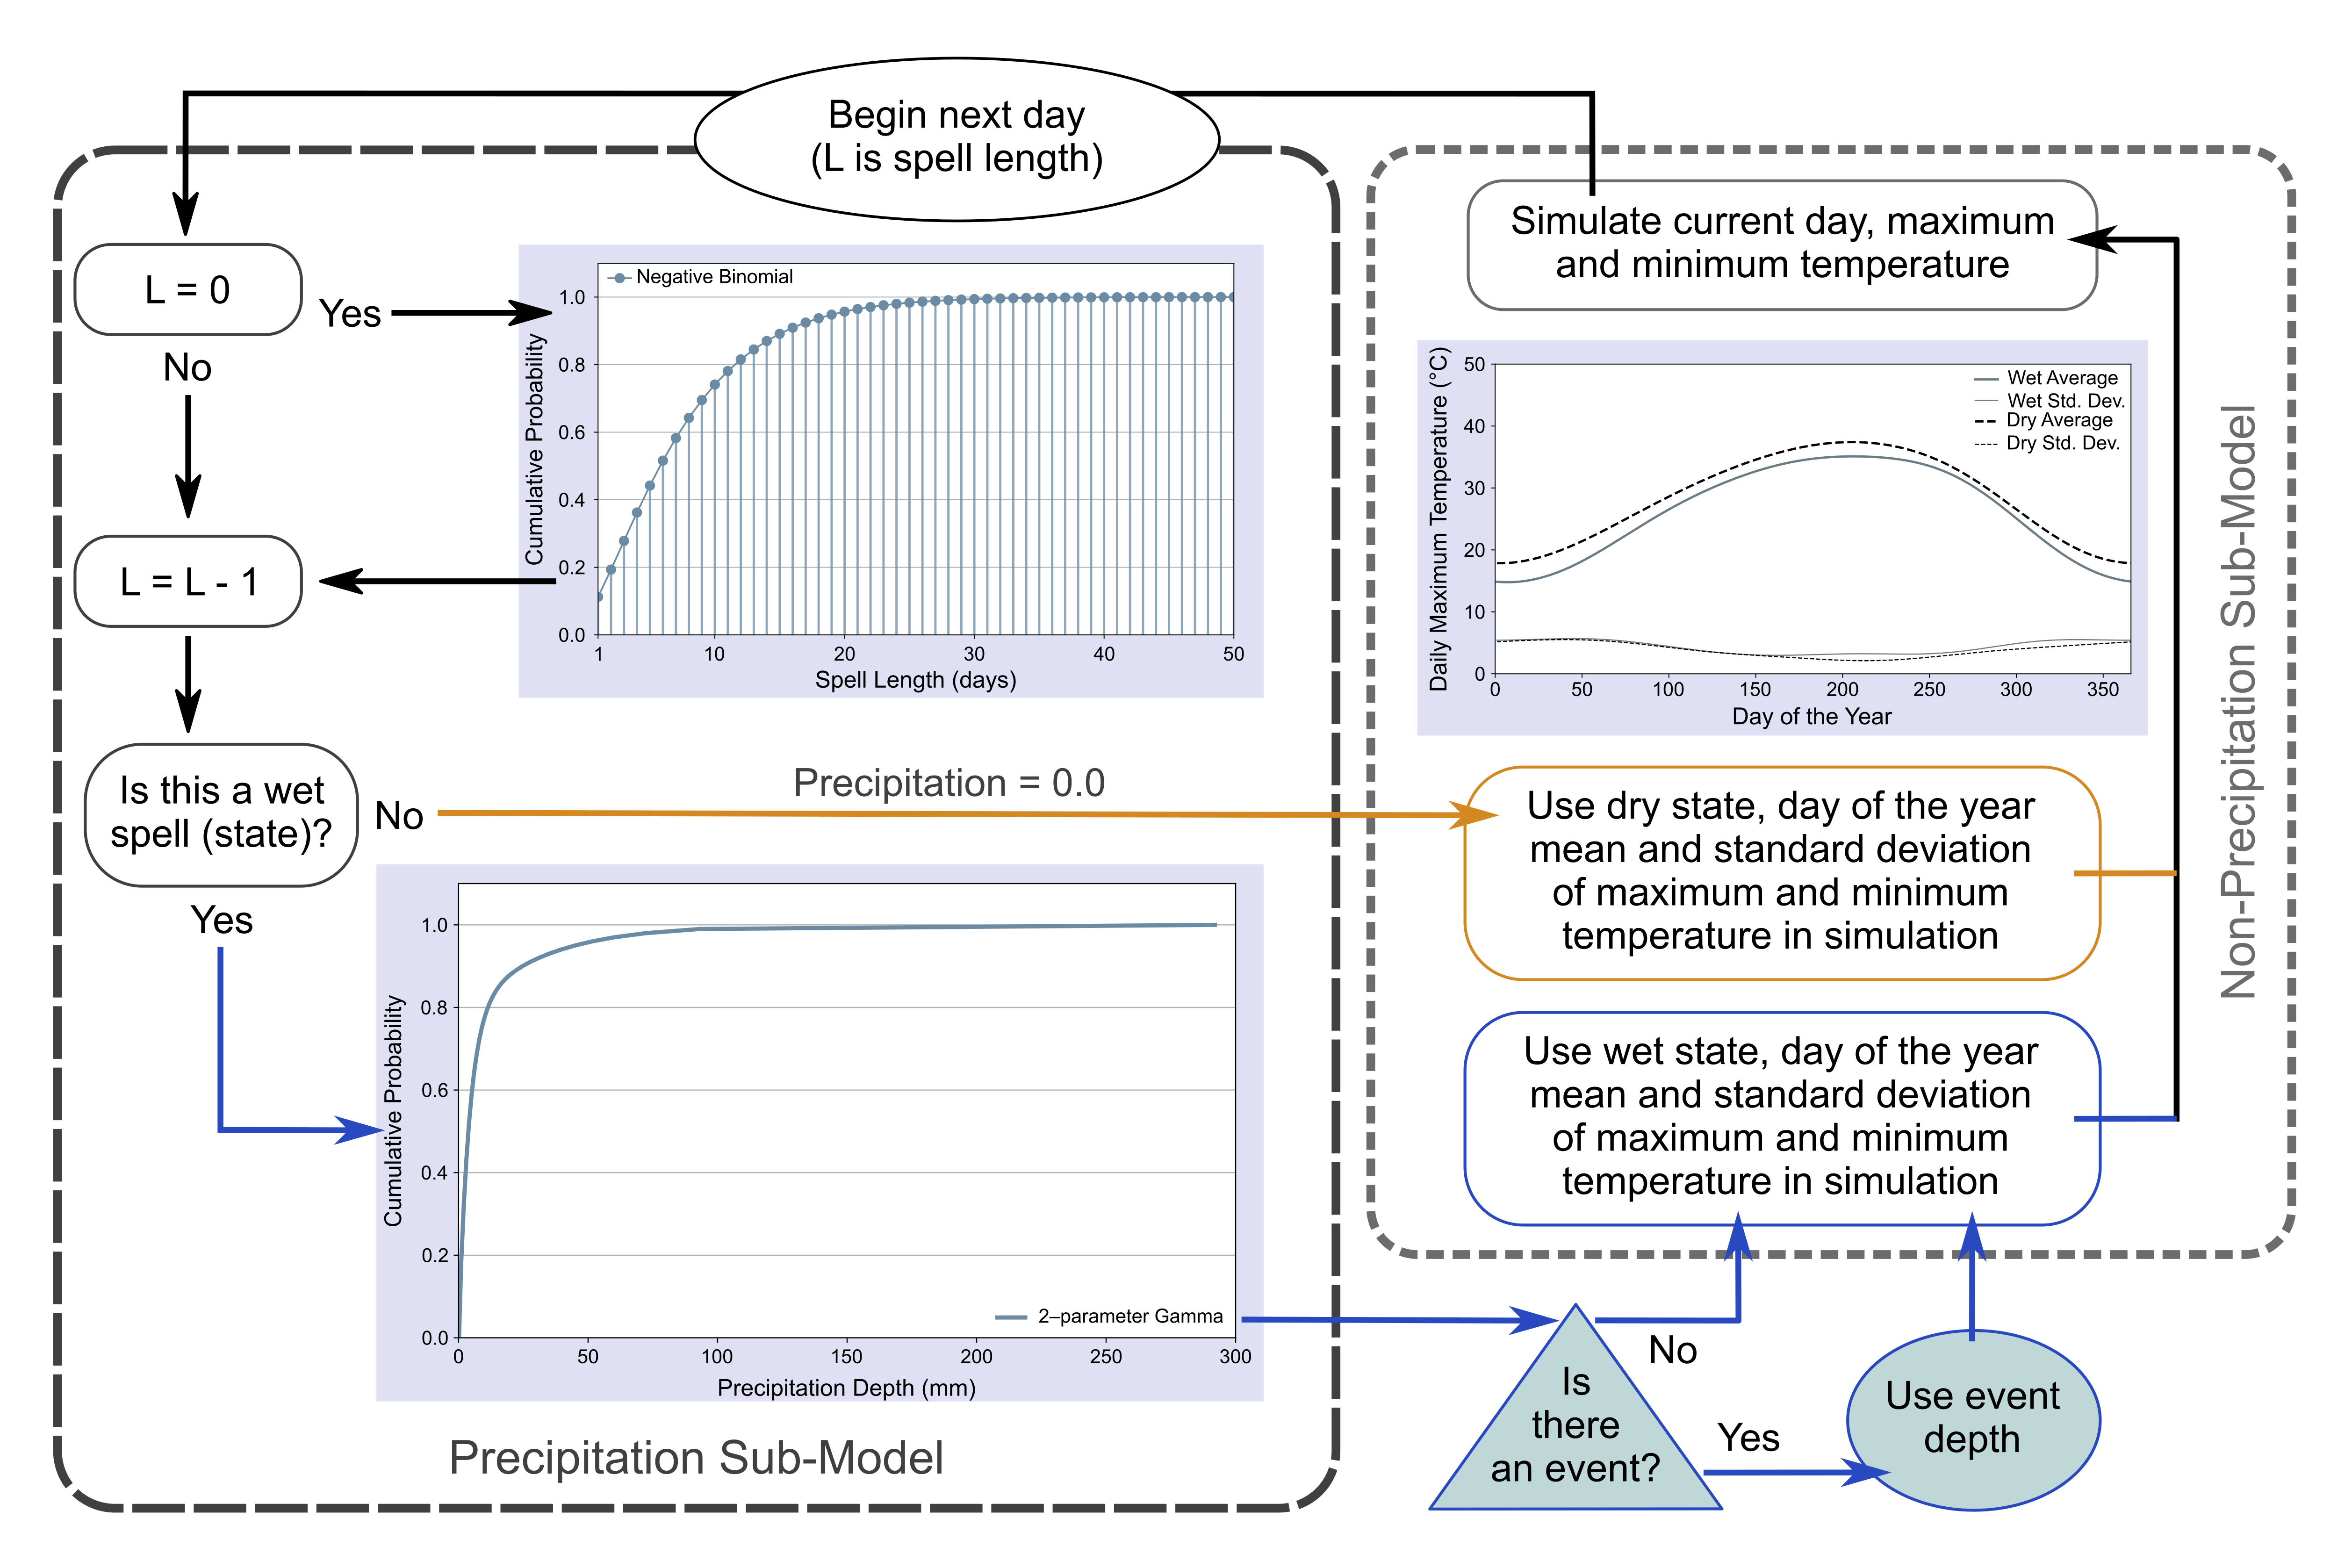 Begin next day
(L is spell length)
L = 0
Yes
No
L = L - 1
Is this a wet
spell (state)?
No
Yes
Negative Binomial
Cumulative Probability
1.0
0.8
0.6
0.4
0.2
0.0
1 10 20 30 40 50
Spell Length (days)
Precipitation = 0.0
Cumulative Probability
1.0
0.8
0.6
0.4
0.2
0.0
2–parameter Gamma
0 50 100 150 200 250 300
Precipitation Depth (mm)
Precipitation Sub-Model
Simulate current day, maximum
and minimum temperature
Daily Maximum Temperature (°C)
50
40
30
20
10
0
Wet Average
Wet Std. Dev.
Dry Average
Dry Std. Dev.
0 50 100 150 200 250 300 350
Day of the Year
Use dry state, day of the year
mean and standard deviation
of maximum and minimum
temperature in simulation
Use wet state, day of the year
mean and standard deviation
of maximum and minimum
temperature in simulation
Non-Precipitation Sub-Model
Is
there
an event?
No
Yes
Use event
depth